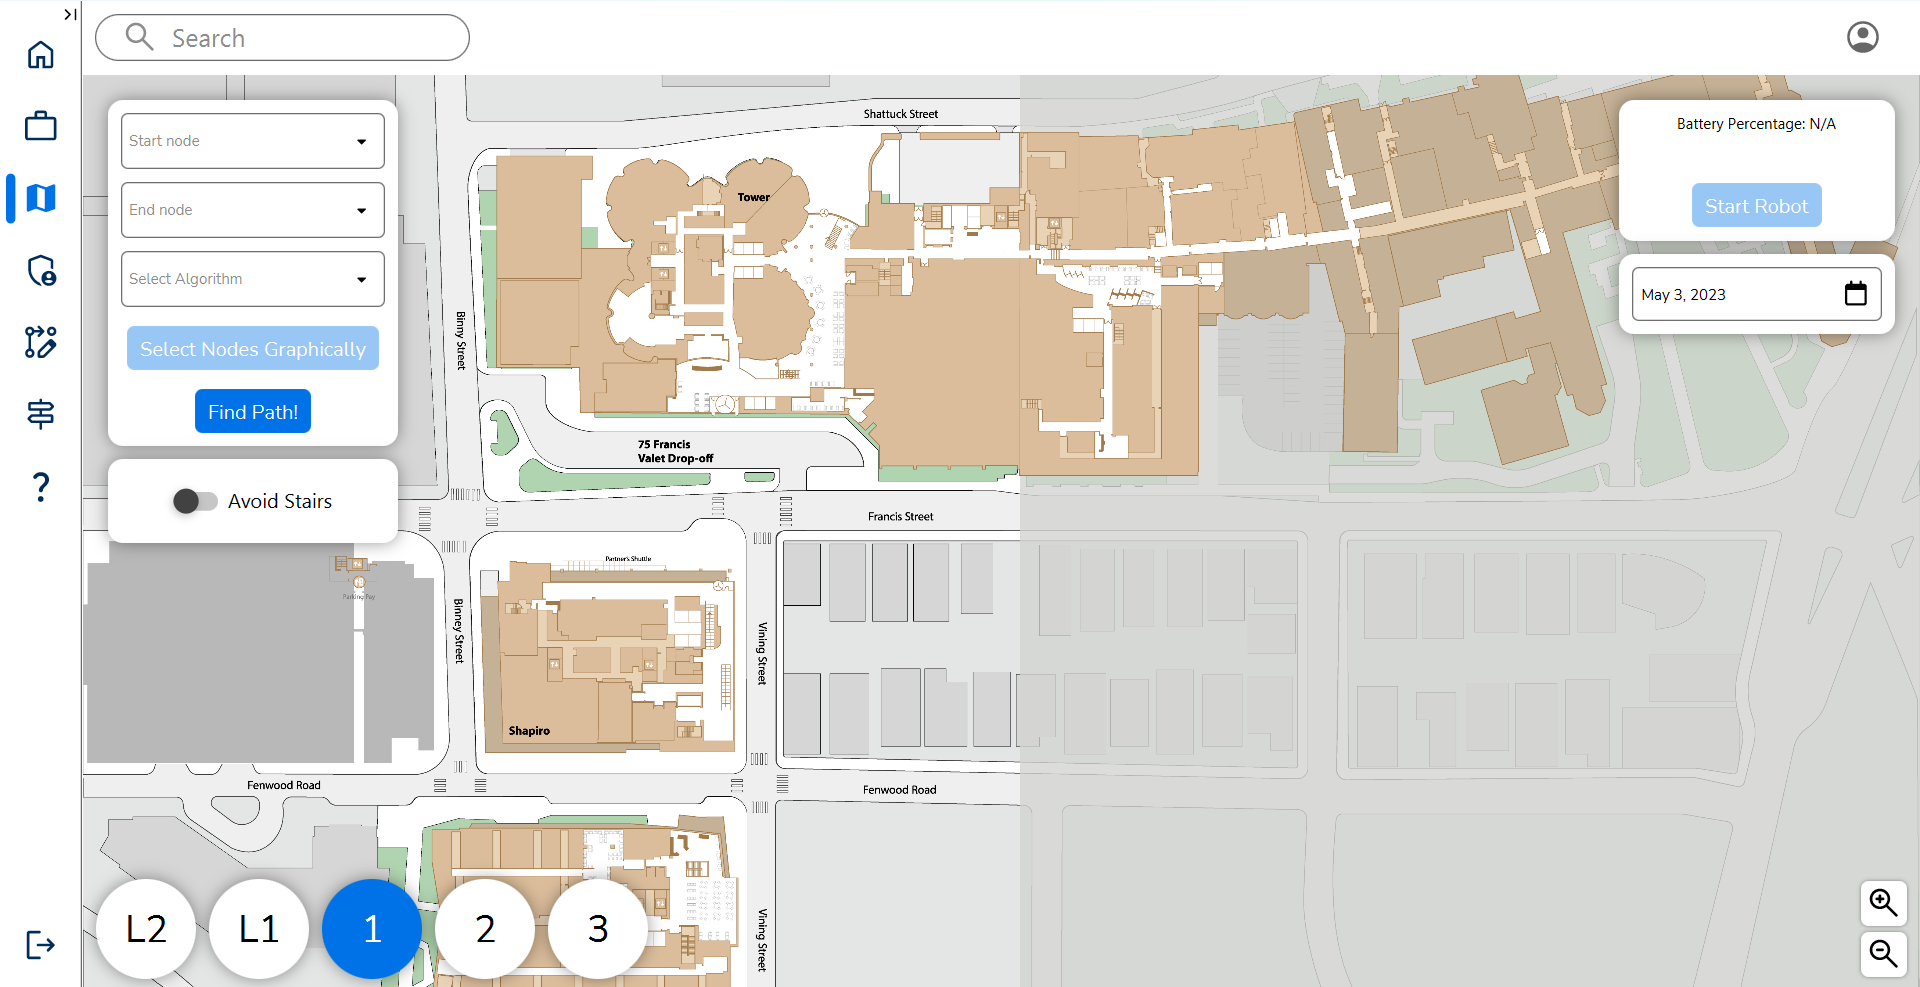 Search
Start node
End node
Select Algorithm
Select Nodes Graphically
Find Path!
Avoid Stairs
Battery Percentage: N/A
Start Robot
May 3, 2023
Shattuck Street
Tower
Binny Street
75 Francis
Valet Drop-off
Francis Street
Partner's Shuttle
Parking Pay
Binney Street
Vining Street
Shapiro
Fenwood Road
Fenwood Road
Vining Street
L2
L1
1
2
3
?